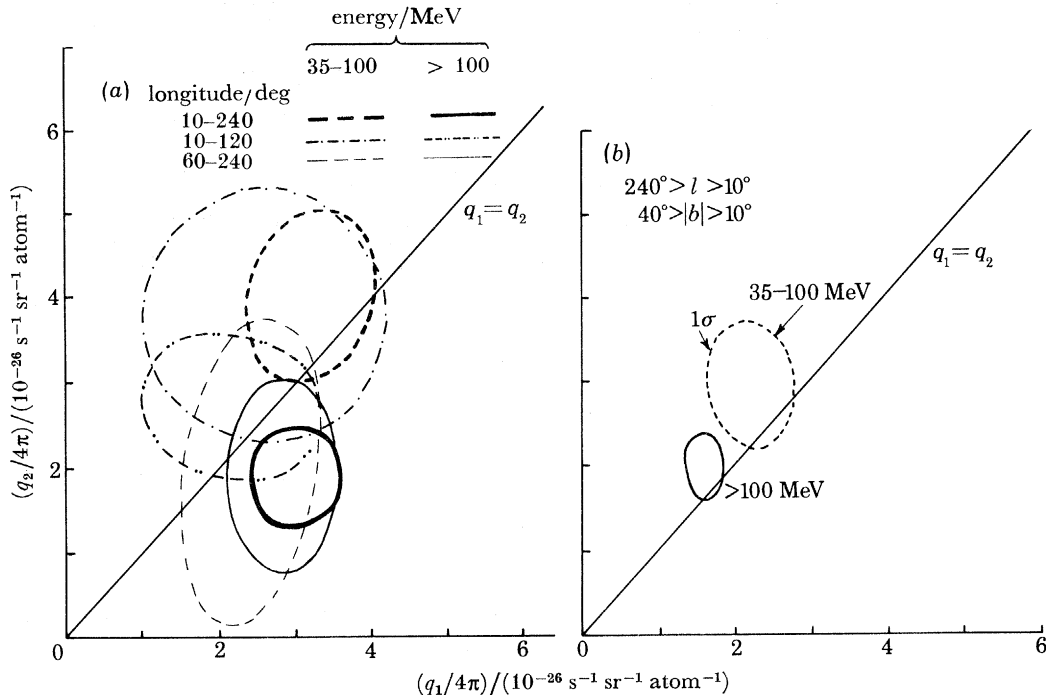 energy/MeV
35–100 > 100
(a) longitude/deg
10–240
10–120
60–240
6
4
2
0 2 4 6
q₁=q₂
(q₂/4π)/(10⁻²⁶ s⁻¹ sr⁻¹ atom⁻¹)
(b)
240°> l >10°
40°>|b|>10°
q₁=q₂
35–100 MeV
1σ
>100 MeV
0 2 4 6
(q₁/4π)/(10⁻²⁶ s⁻¹ sr⁻¹ atom⁻¹)